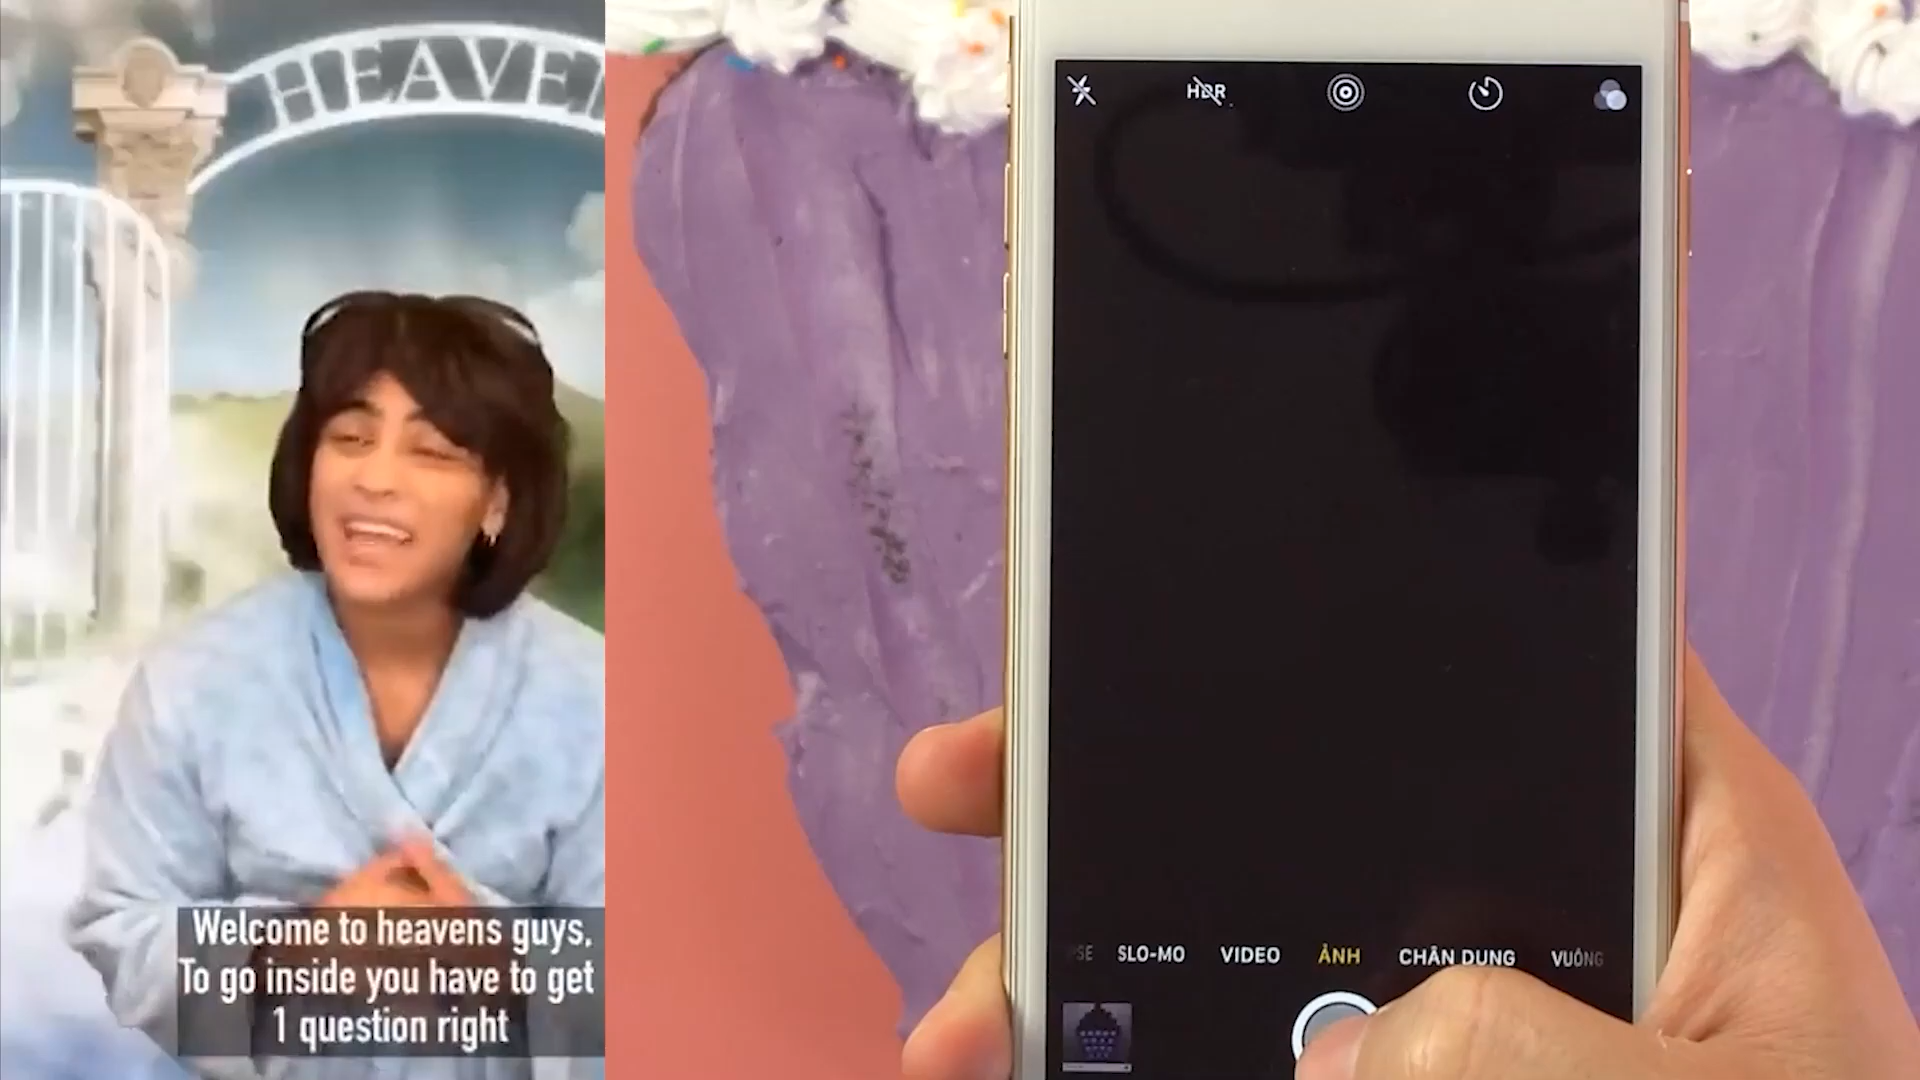 HEAVEN
Welcome to heavens guys,
To go inside you have to get
1 question right
HDR
SLO-MO VIDEO ẢNH CHÂN DUNG VUÔNG